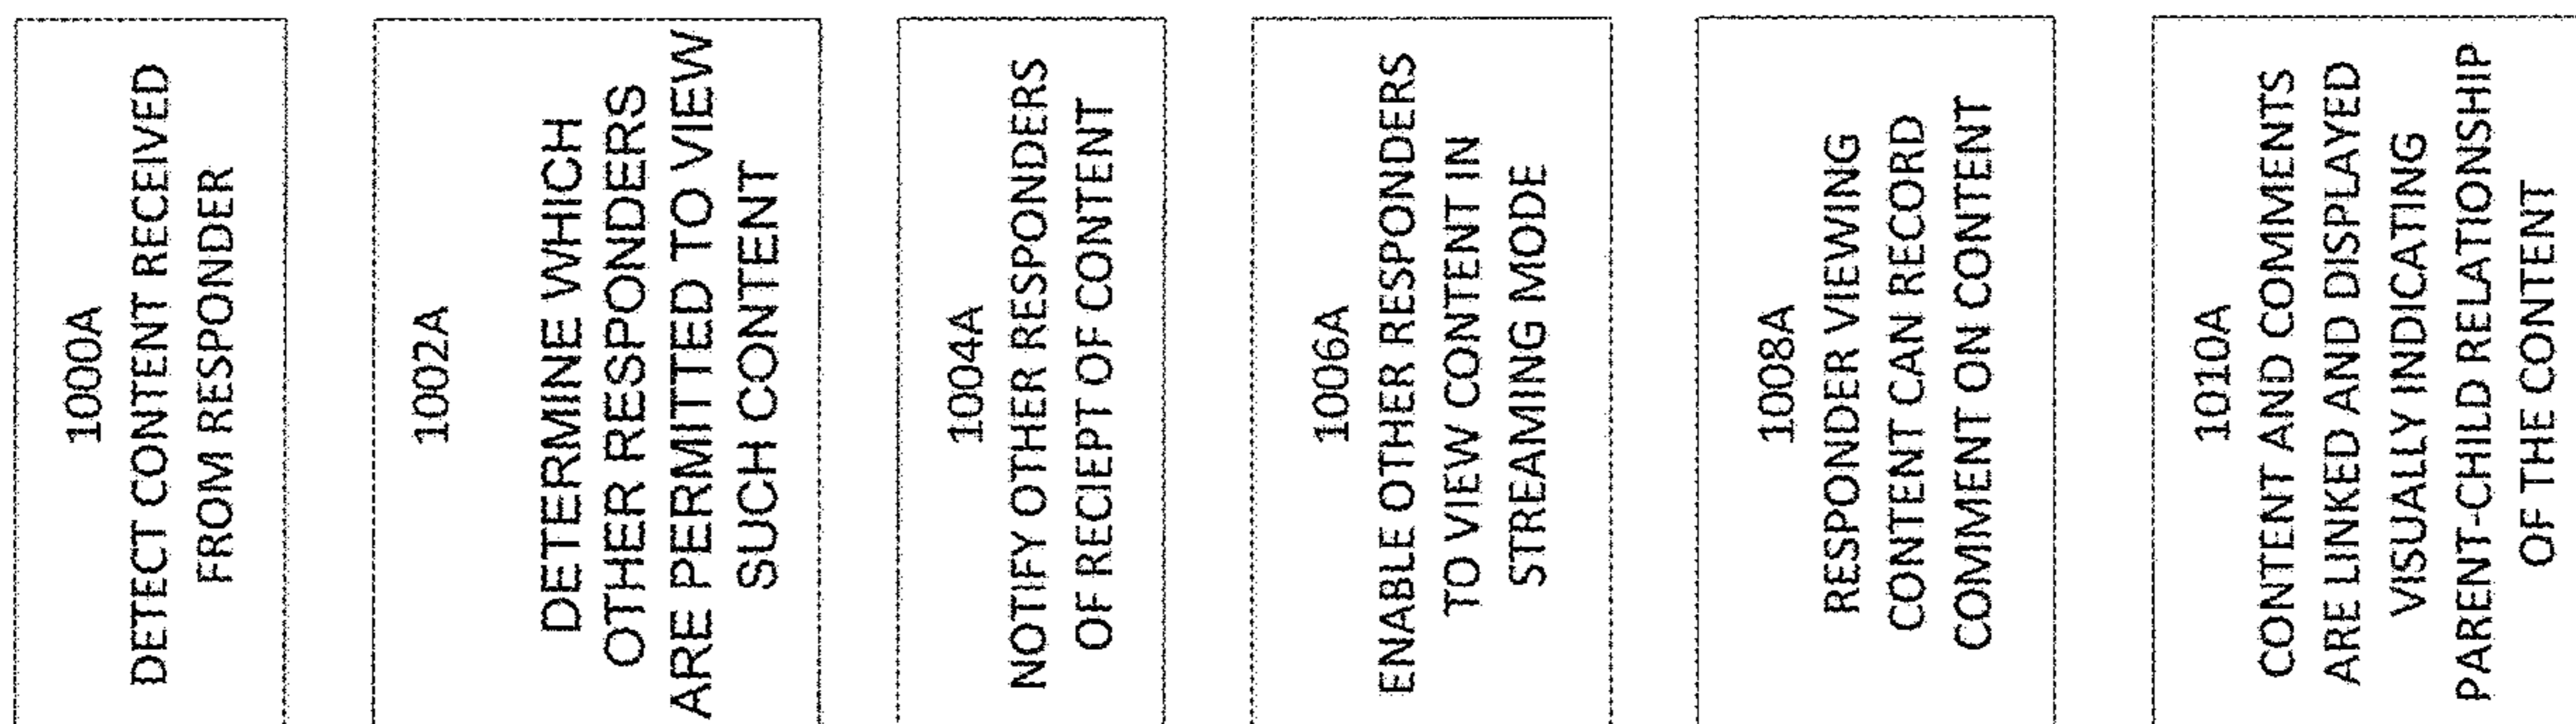 1000A
DETECT CONTENT RECEIVED
FROM RESPONDER
1002A
DETERMINE WHICH
OTHER RESPONDERS
ARE PERMITTED TO VIEW
SUCH CONTENT
1004A
NOTIFY OTHER RESPONDERS
OF RECIEPT OF CONTENT
1006A
ENABLE OTHER RESPONDERS
TO VIEW CONTENT IN
STREAMING MODE
1008A
RESPONDER VIEWING
CONTENT CAN RECORD
COMMENT ON CONTENT
1010A
CONTENT AND COMMENTS
ARE LINKED AND DISPLAYED
VISUALLY INDICATING
PARENT-CHILD RELATIONSHIP
OF THE CONTENT